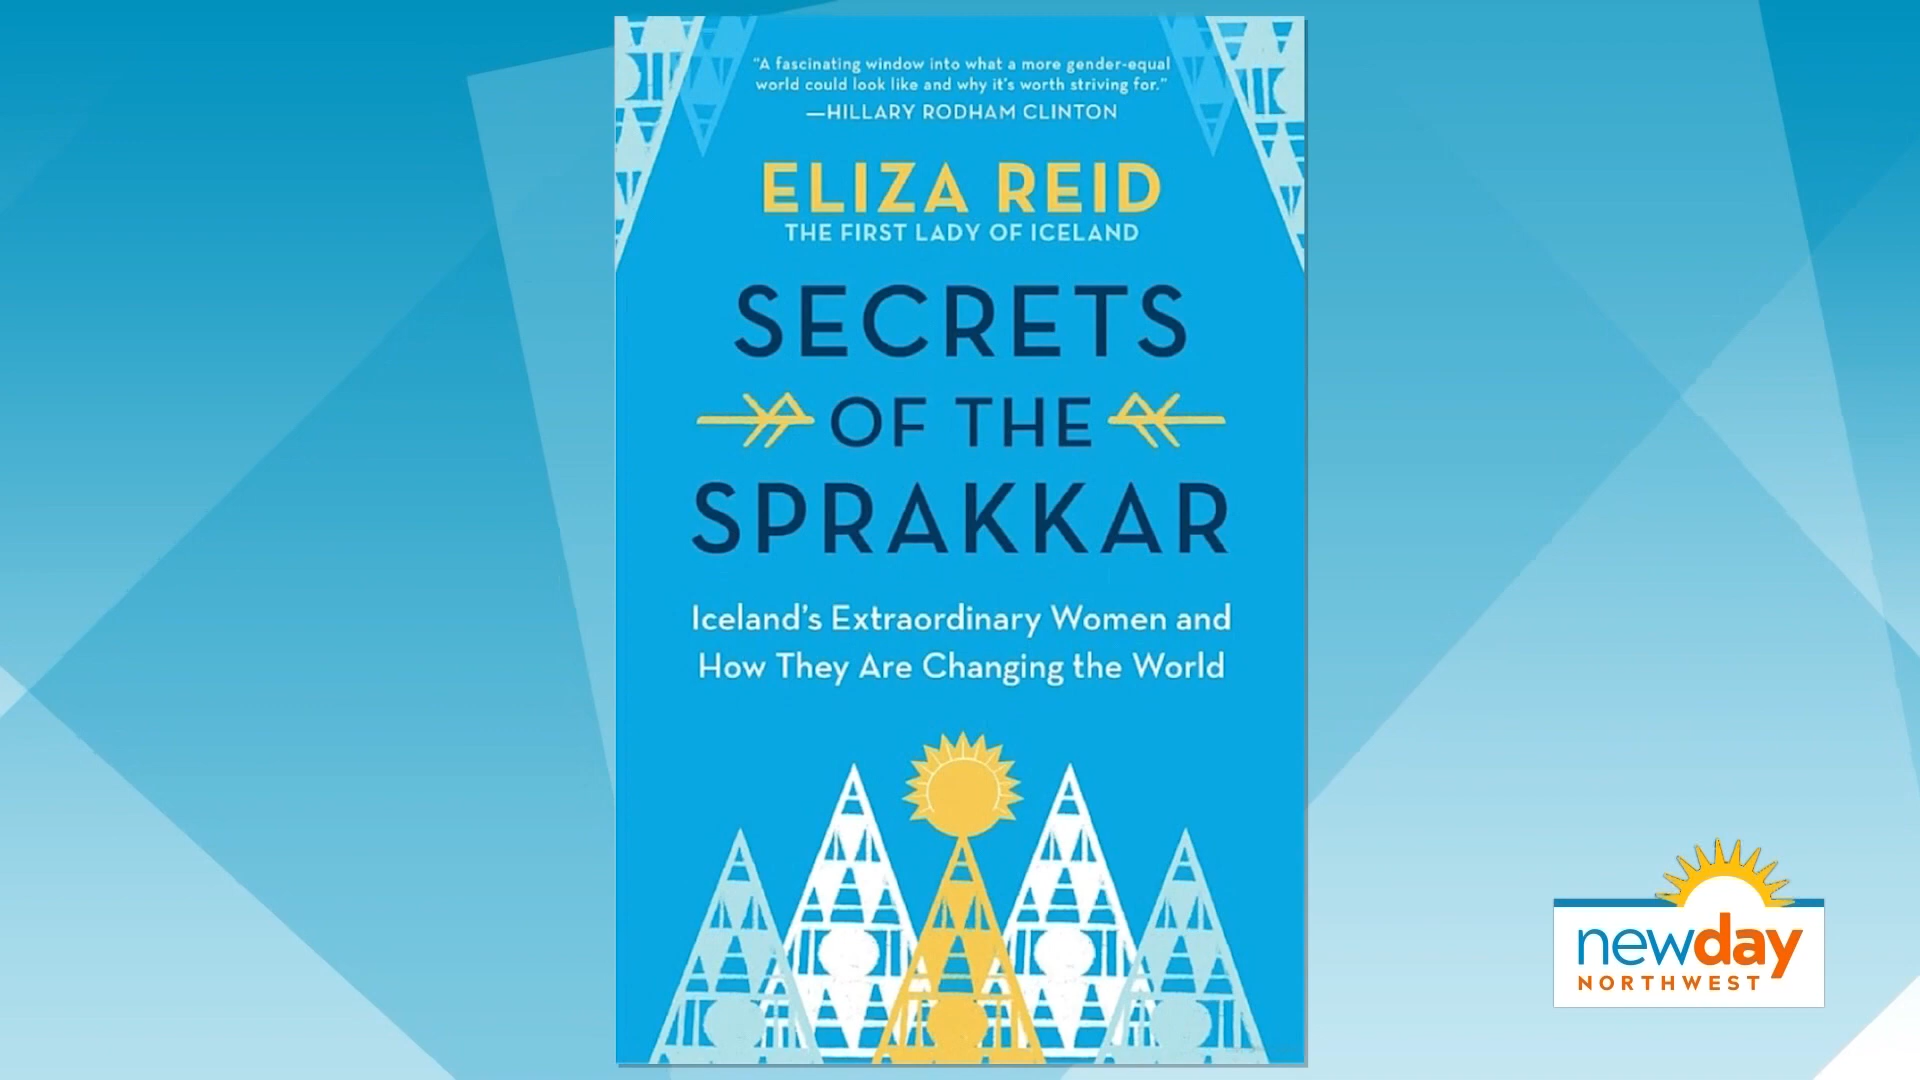 "A fascinating window into what a more gender-equal
world could look like and why it's worth striving for."
—HILLARY RODHAM CLINTON
ELIZA REID
THE FIRST LADY OF ICELAND
SECRETS
OF THE
SPRAKKAR
Iceland's Extraordinary Women and
How They Are Changing the World
newday
NORTHWEST